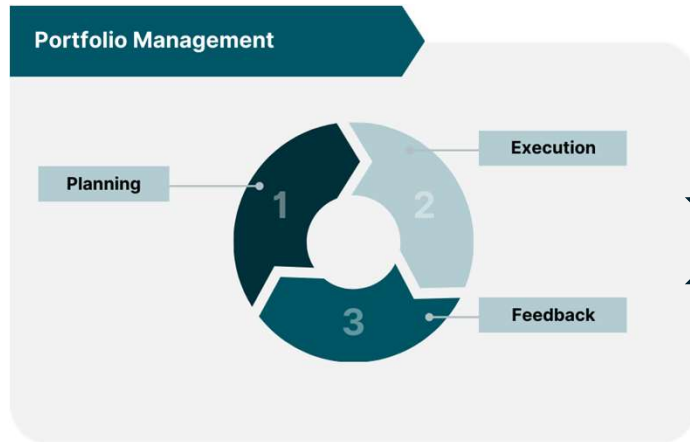 Portfolio Management
Planning
1
2
3
Execution
Feedback